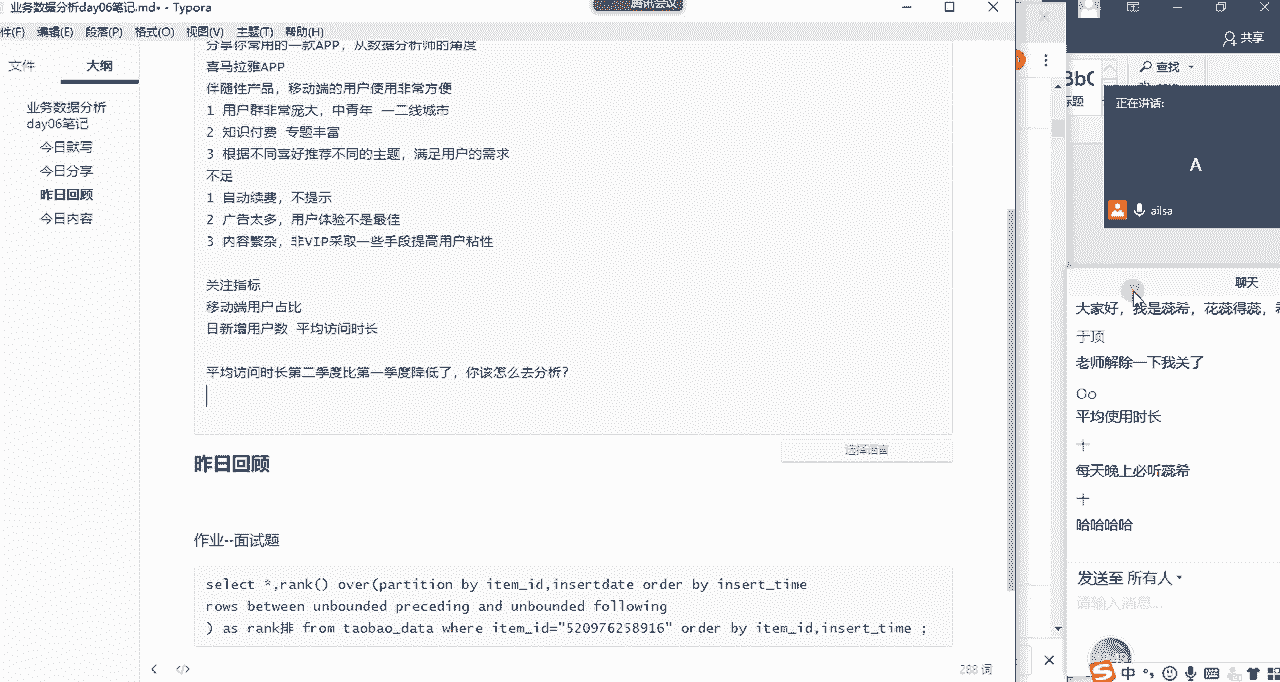 业务数据分析day06笔记.md• - Typora
腾讯会议
件(F) 编辑(E) 段落(P) 格式(O) 视图(V) 主题(T) 帮助(H)
文件 大纲
业务数据分析
day06笔记
今日默写
今日分享
昨日回顾
今日内容
分享你常用的一款APP，从数据分析师的角度
喜马拉雅APP
伴随性产品，移动端的用户使用非常方便
1 用户群非常庞大，中青年 一二线城市
2 知识付费 专题丰富
3 根据不同喜好推荐不同的主题，满足用户的需求
不足
1 自动续费，不提示
2 广告太多，用户体验不是最佳
3 内容繁杂，非VIP采取一些手段提高用户粘性
关注指标
移动端用户占比
日新增用户数 平均访问时长
平均访问时长第二季度比第一季度降低了，你该怎么去分析？
选择语言
昨日回顾
作业--面试题
select *,rank() over(partition by item_id,insertdate order by insert_time
rows between unbounded preceding and unbounded following
) as rank排 from taobao_data where item_id="520976258916" order by item_id,insert_time ;
288 词
共享
查找
标题
正在讲话:
A
ailsa
聊天
大家好，我是蕊希，花蕊得蕊，
于顶
老师解除一下我关了
Oo
平均使用时长
十
每天晚上必听蕊希
十
哈哈哈哈
发送至 所有人
请输入消息...
中